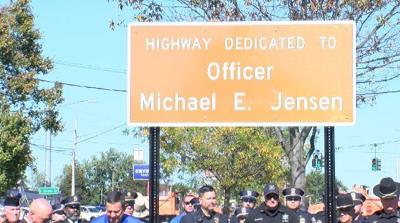 HIGHWAY DEDICATED TO
Officer
Michael E. Jensen